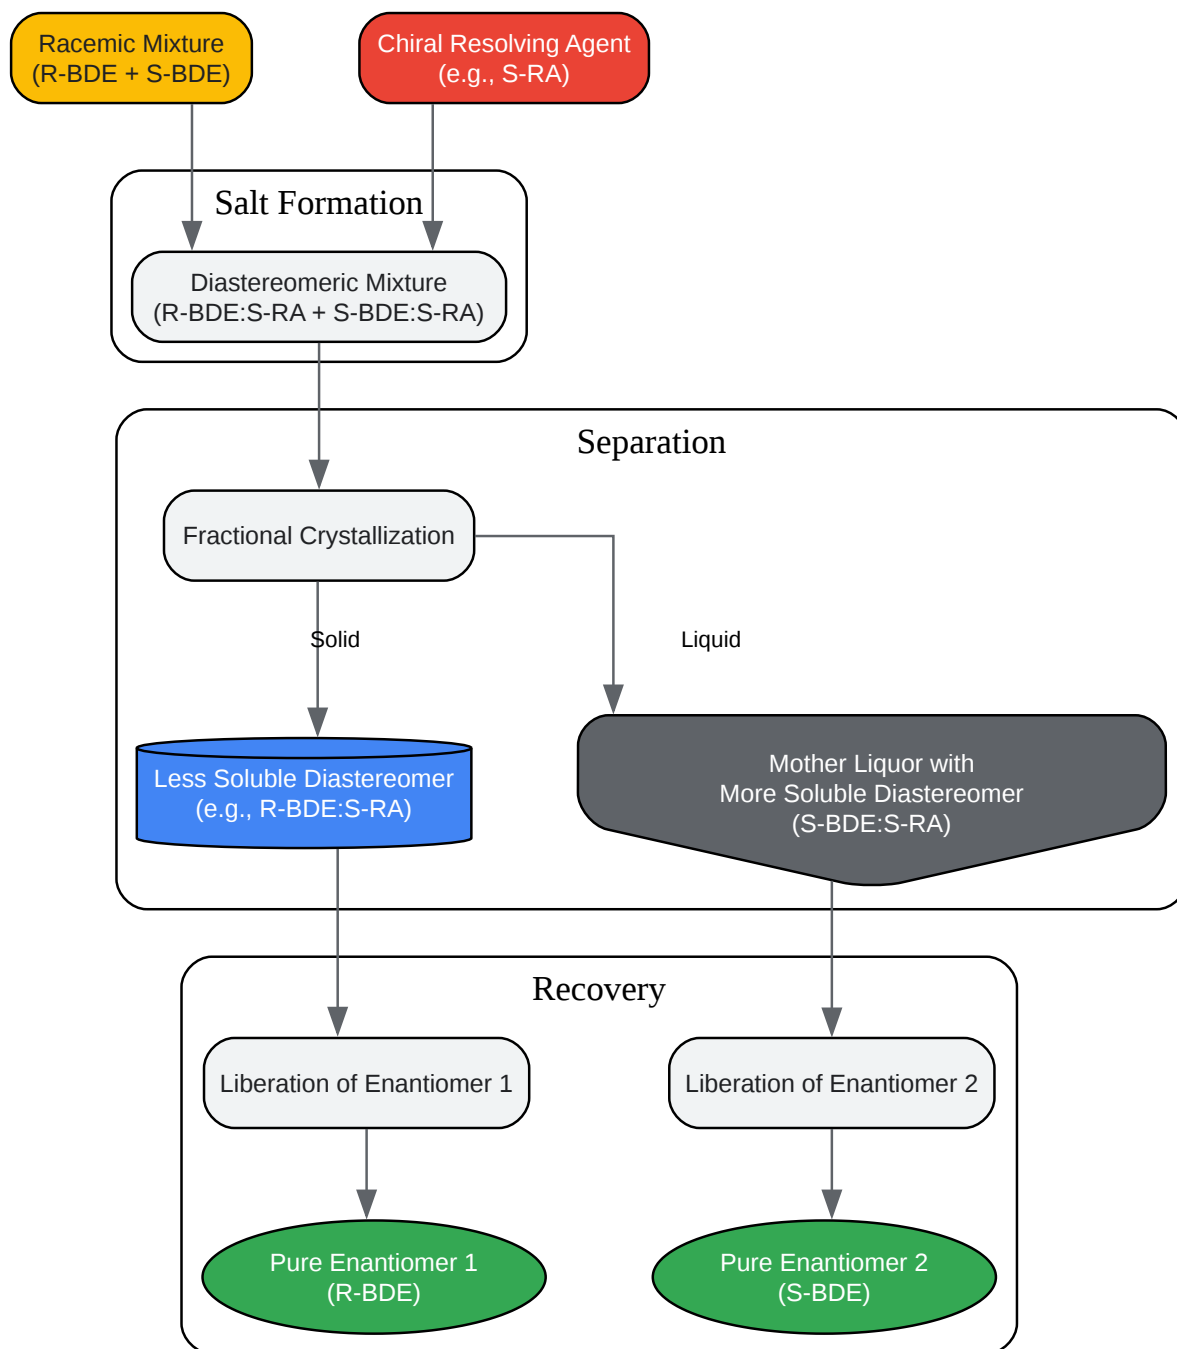 Racemic Mixture
(R-BDE + S-BDE)
Chiral Resolving Agent
(e.g., S-RA)
Salt Formation
Diastereomeric Mixture
(R-BDE:S-RA + S-BDE:S-RA)
Separation
Fractional Crystallization
Solid
Liquid
Less Soluble Diastereomer
(e.g., R-BDE:S-RA)
Mother Liquor with
More Soluble Diastereomer
(S-BDE:S-RA)
Recovery
Liberation of Enantiomer 1
Liberation of Enantiomer 2
Pure Enantiomer 1
(R-BDE)
Pure Enantiomer 2
(S-BDE)